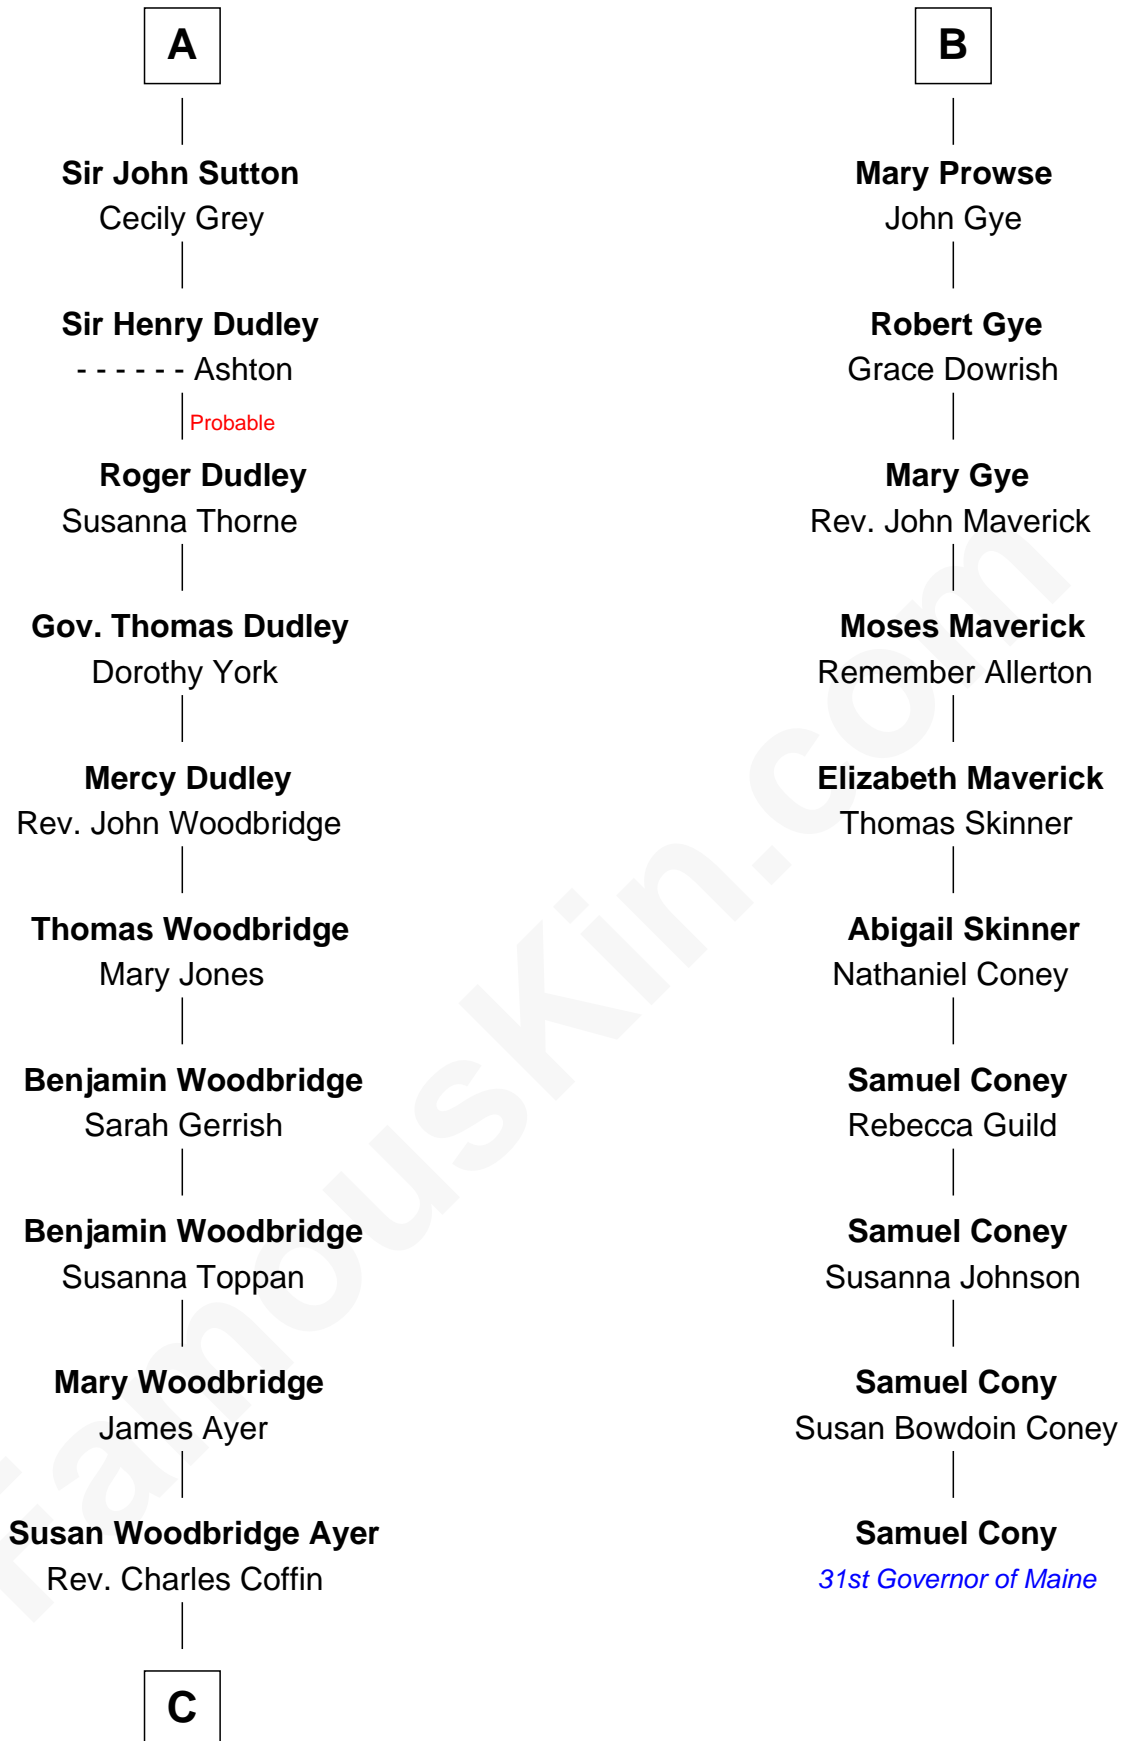 A
Sir John Sutton
Cecily Grey
Sir Henry Dudley
- - - - - - Ashton
Probable
Roger Dudley
Susanna Thorne
Gov. Thomas Dudley
Dorothy York
Mercy Dudley
Rev. John Woodbridge
Thomas Woodbridge
Mary Jones
Benjamin Woodbridge
Sarah Gerrish
Benjamin Woodbridge
Susanna Toppan
Mary Woodbridge
James Ayer
Susan Woodbridge Ayer
Rev. Charles Coffin
C
B
Mary Prowse
John Gye
Robert Gye
Grace Dowrish
Mary Gye
Rev. John Maverick
Moses Maverick
Remember Allerton
Elizabeth Maverick
Thomas Skinner
Abigail Skinner
Nathaniel Coney
Samuel Coney
Rebecca Guild
Samuel Coney
Susanna Johnson
Samuel Cony
Susan Bowdoin Coney
Samuel Cony
31st Governor of Maine
FamousKin.com